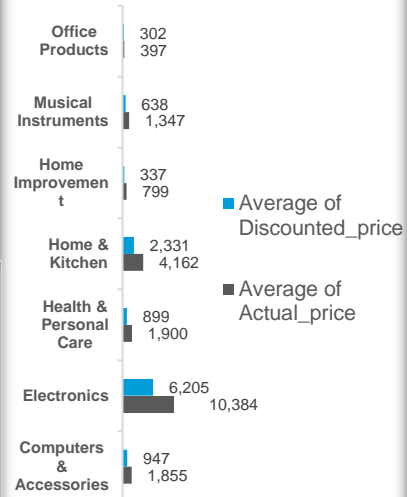 Office
Products
302
397
Musical
Instruments
638
1,347
Home
Improvemen
t
337
799
Home &
Kitchen
2,331
4,162
Health &
Personal
Care
899
1,900
Electronics
6,205
10,384
Computers
&
Accessories
947
1,855
Average of
Discounted_price
Average of
Actual_price